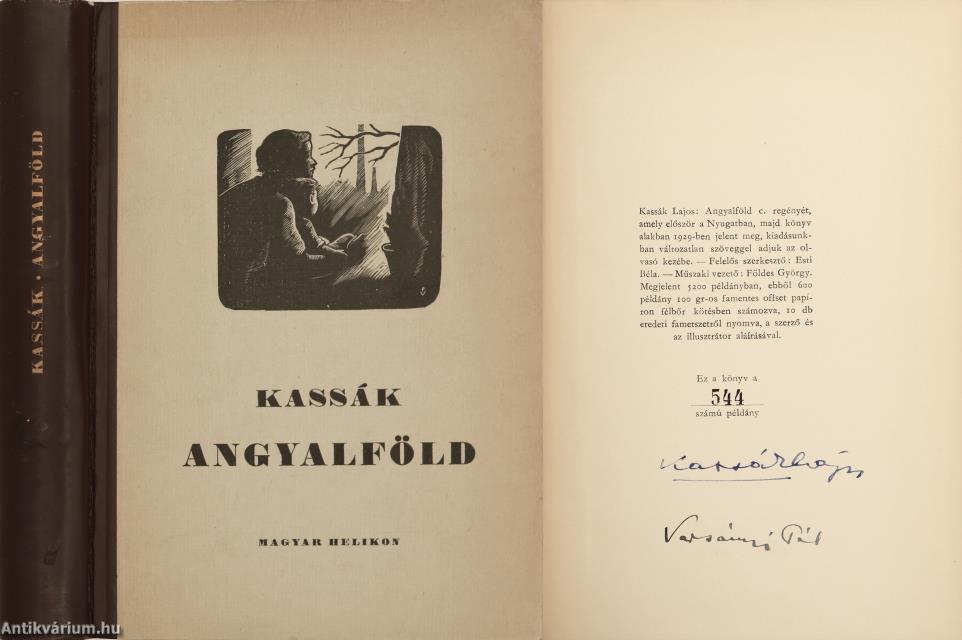 KASSÁK · ANGYALFÖLD
KASSÁK
ANGYALFÖLD
MAGYAR HELIKON
Kassák Lajos: Angyalföld c. regényét,
amely először a Nyugatban, majd könyv
alakban 1929-ben jelent meg, kiadásunk-
ban változatlan szöveggel adjuk az ol-
vasó kezébe. — Felelős szerkesztő: Esti
Béla. — Műszaki vezető: Földes György.
Megjelent 5200 példányban, ebből 600
példány 100 gr-os famentes offset papí-
ron félbőr kötésben számozva, 10 db
eredeti fametszetről nyomva, a szerző és
az illusztrátor aláírásával.
Ez a könyv a
544
számú példány
Kassák Lajos
Varsányi Pál
Antikvárium.hu